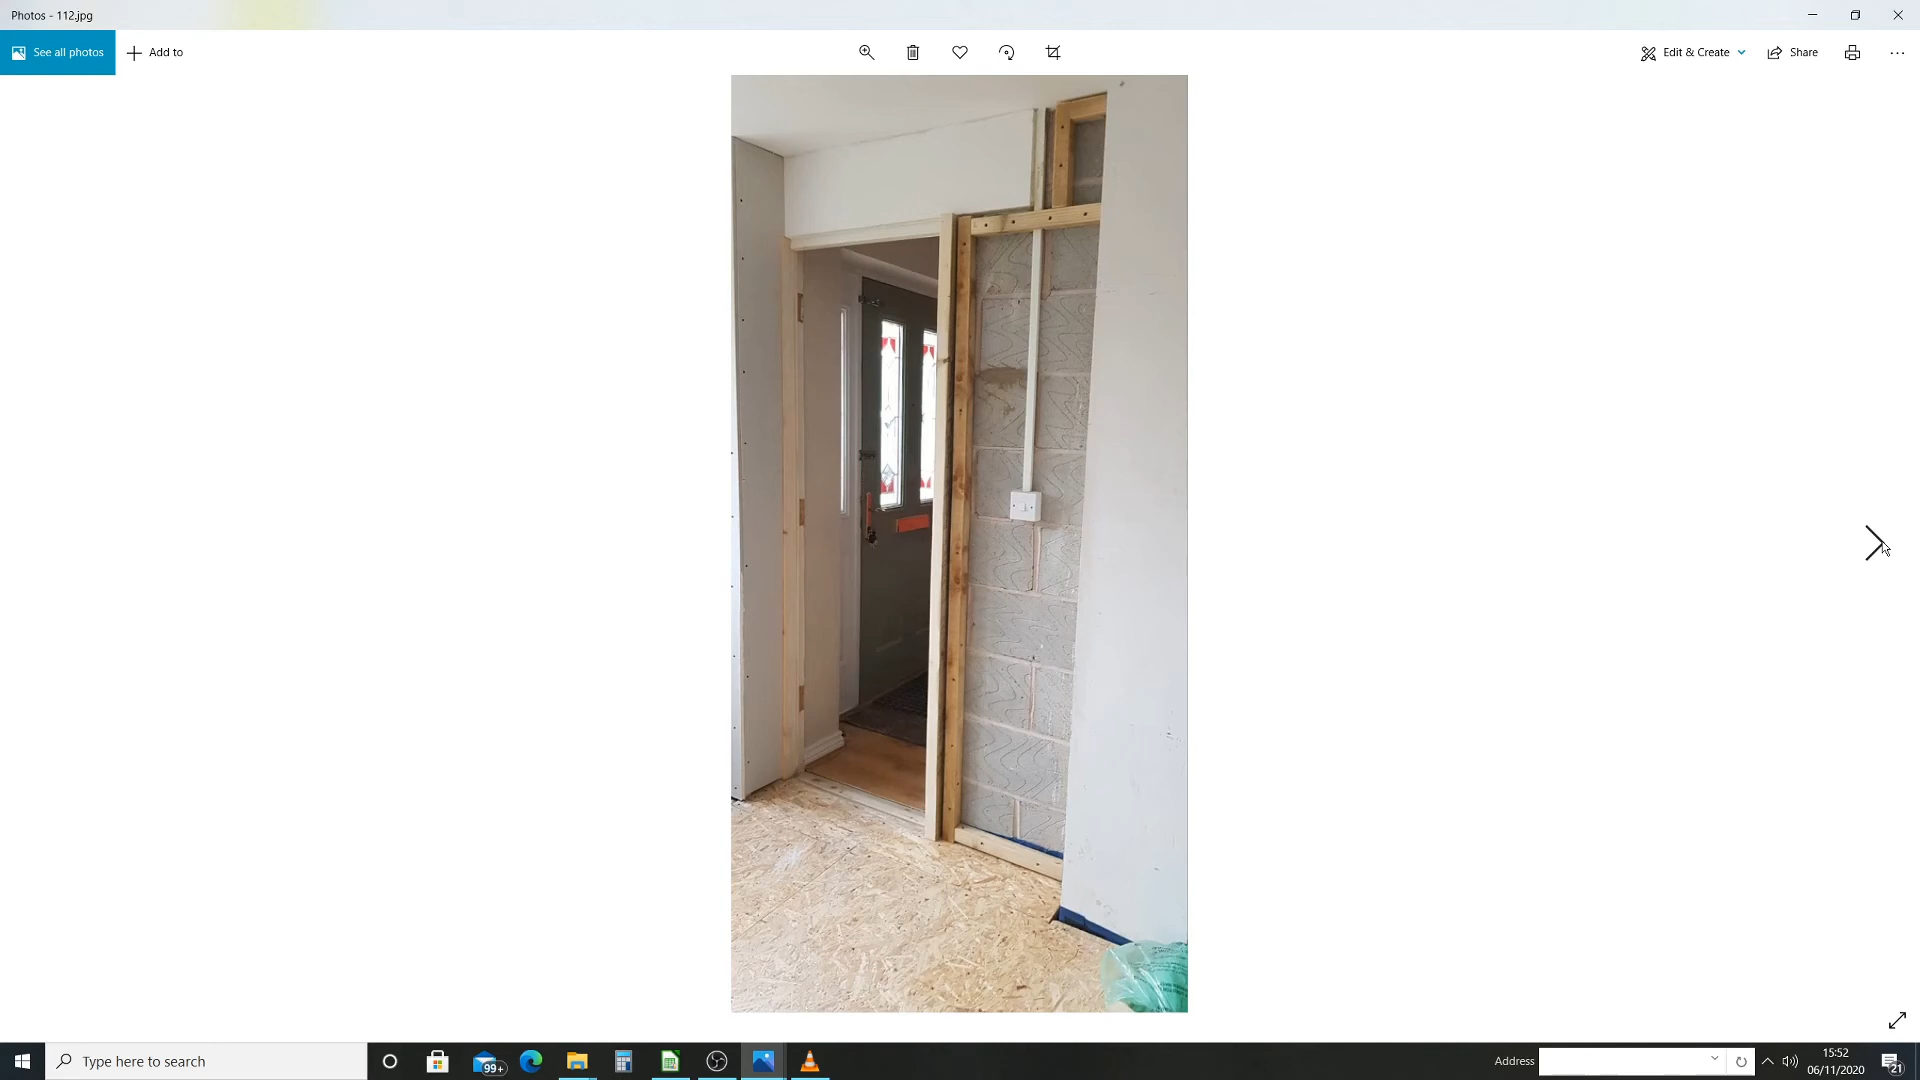 Photos - 112.jpg
See all photos
Add to
Edit & Create
Share
Type here to search
99+
Address
15:52
06/11/2020
21